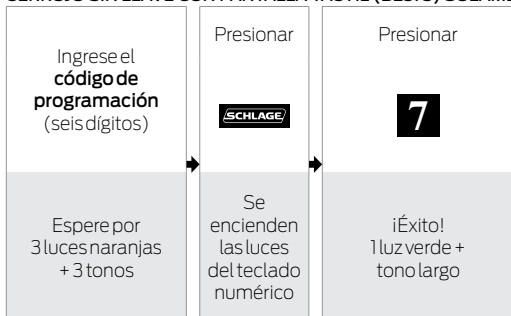 Ingrese el
código de
programación
(seis dígitos)
Espere por
3 luces naranjas
+ 3 tonos
Presionar
SCHLAGE
Se
encienden
las luces
del teclado
numérico
Presionar
7
¡Éxito!
1 luz verde +
tono largo